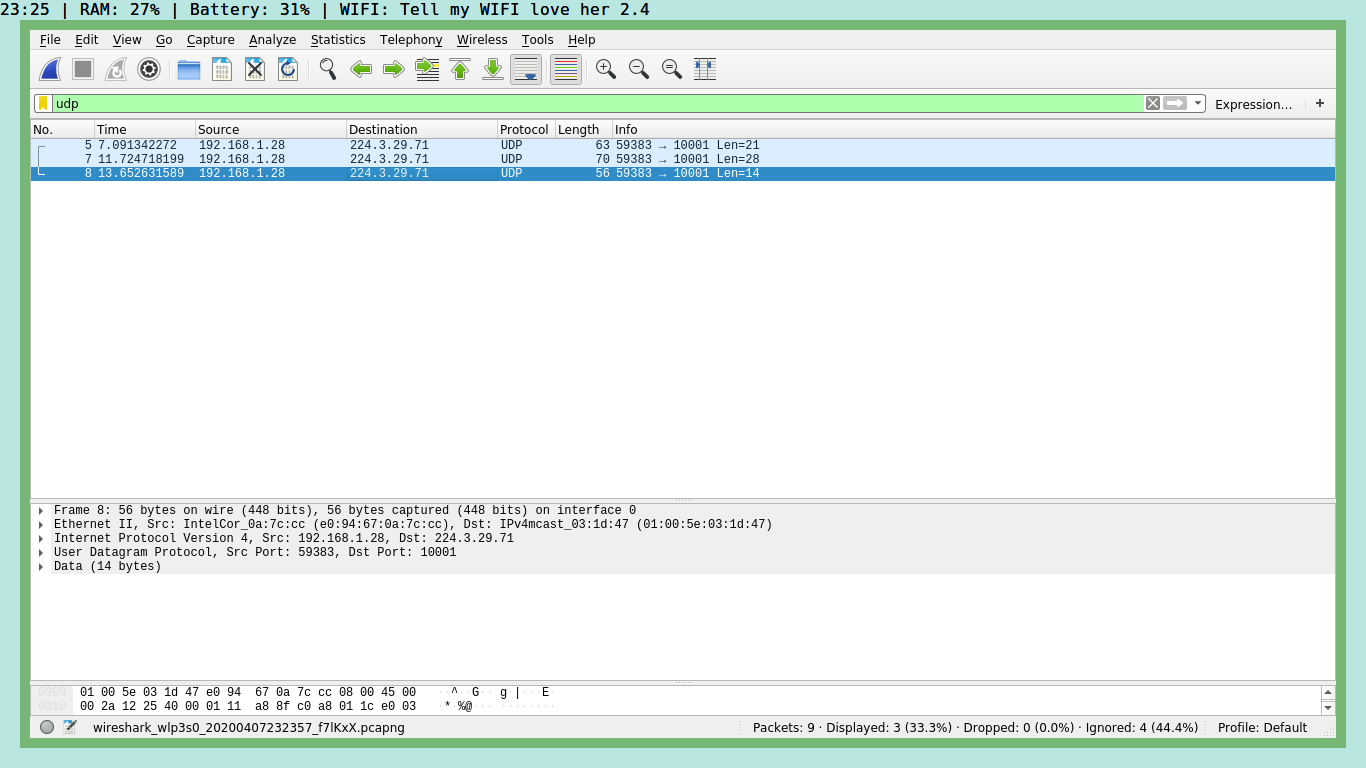 23:25 | RAM: 27% | Battery: 31% | WIFI: Tell my WIFI love her 2.4
File Edit View Go Capture Analyze Statistics Telephony Wireless Tools Help
udp Expression… +
No. Time Source Destination Protocol Length Info
5 7.091342272 192.168.1.28 224.3.29.71 UDP 63 59383 → 10001 Len=21
7 11.724718199 192.168.1.28 224.3.29.71 UDP 70 59383 → 10001 Len=28
8 13.652631589 192.168.1.28 224.3.29.71 UDP 56 59383 → 10001 Len=14
Frame 8: 56 bytes on wire (448 bits), 56 bytes captured (448 bits) on interface 0
Ethernet II, Src: IntelCor_0a:7c:cc (e0:94:67:0a:7c:cc), Dst: IPv4mcast_03:1d:47 (01:00:5e:03:1d:47)
Internet Protocol Version 4, Src: 192.168.1.28, Dst: 224.3.29.71
User Datagram Protocol, Src Port: 59383, Dst Port: 10001
Data (14 bytes)
0000 01 00 5e 03 1d 47 e0 94 67 0a 7c cc 08 00 45 00 ··^··G·· g·|···E·
0010 00 2a 12 25 40 00 01 11 a8 8f c0 a8 01 1c e0 03 ·*·%@··· ········
wireshark_wlp3s0_20200407232357_f7lKxX.pcapng Packets: 9 · Displayed: 3 (33.3%) · Dropped: 0 (0.0%) · Ignored: 4 (44.4%) Profile: Default